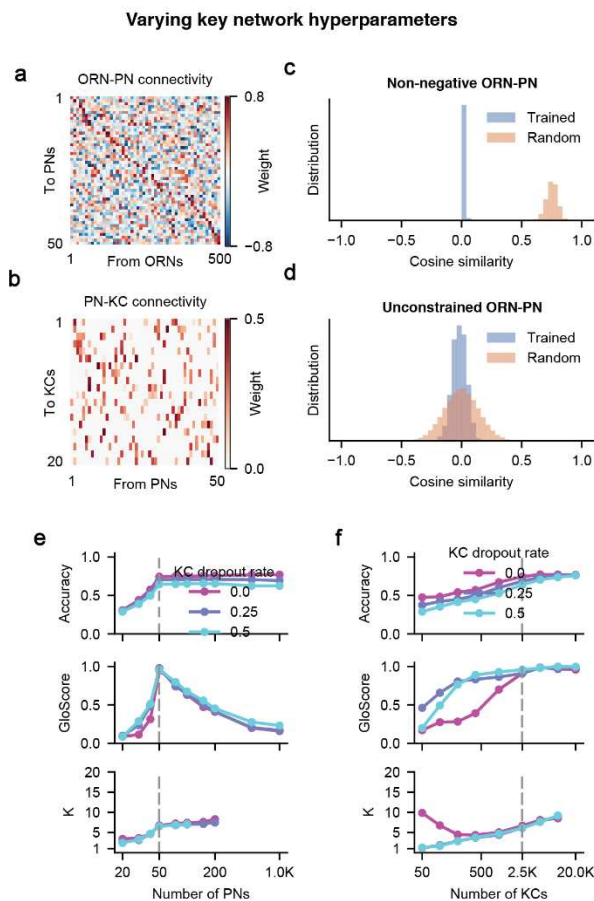 Varying key network hyperparameters
a
ORN-PN connectivity
1
To PNs
50
1
From ORNs
500
0.8
Weight
−0.8
b
PN-KC connectivity
1
To KCs
20
1
From PNs
50
0.5
Weight
0.0
c
Non-negative ORN-PN
Trained
Random
Distribution
−1.0
−0.5
0.0
0.5
1.0
Cosine similarity
d
Unconstrained ORN-PN
Trained
Random
Distribution
−1.0
−0.5
0.0
0.5
1.0
Cosine similarity
e
KC dropout rate
0.0
0.25
0.5
Accuracy
1.0
0.5
0.0
GloScore
1.0
0.5
0.0
K
20
15
10
5
1
20
50
200
1.0K
Number of PNs
f
KC dropout rate
0.0
0.25
0.5
Accuracy
1.0
0.5
0.0
GloScore
1.0
0.5
0.0
K
20
15
10
5
1
50
500
2.5K
20.0K
Number of KCs